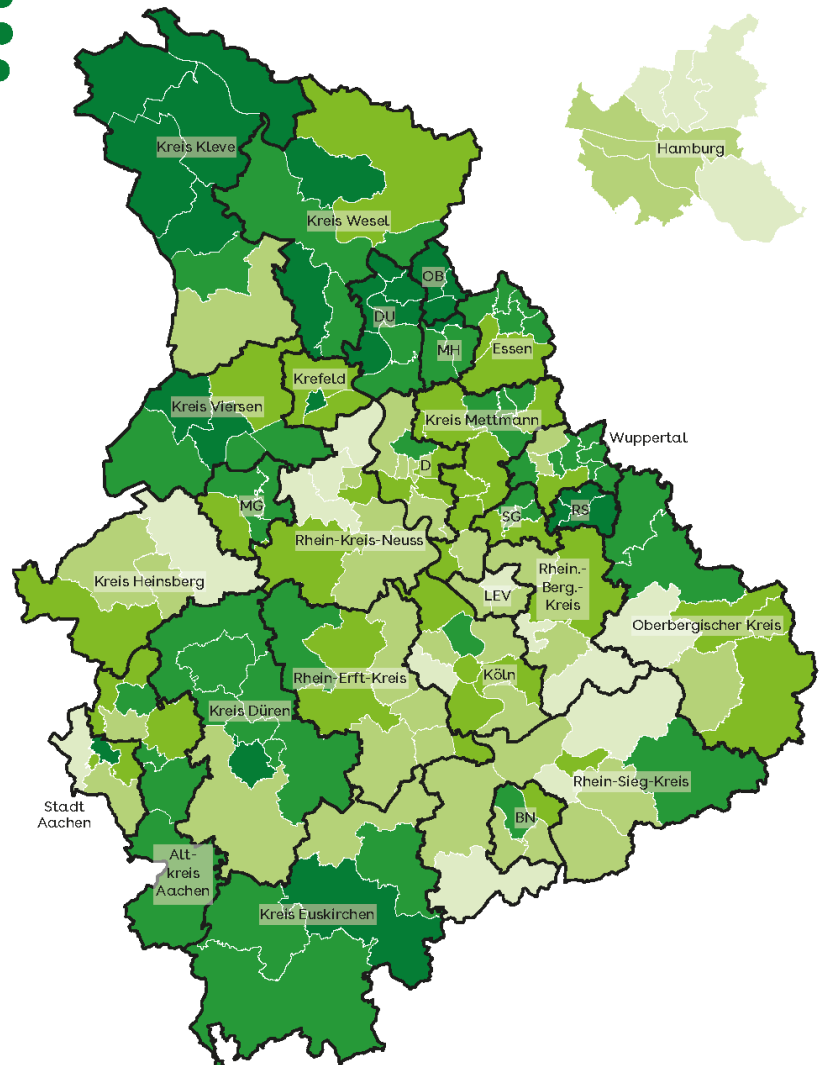 Hamburg
Kreis Kleve
Kreis Wesel
OB
DU
MH
Essen
Krefeld
Kreis Viersen
Kreis Mettmann
Wuppertal
D
MG
SG
RS
Rhein-Kreis-Neuss
Kreis Heinsberg
LEV
Rhein.-
Berg.-
Kreis
Oberbergischer Kreis
Köln
Rhein-Erft-Kreis
Kreis Düren
Rhein-Sieg-Kreis
Stadt
Aachen
BN
Alt-
kreis
Aachen
Kreis Euskirchen